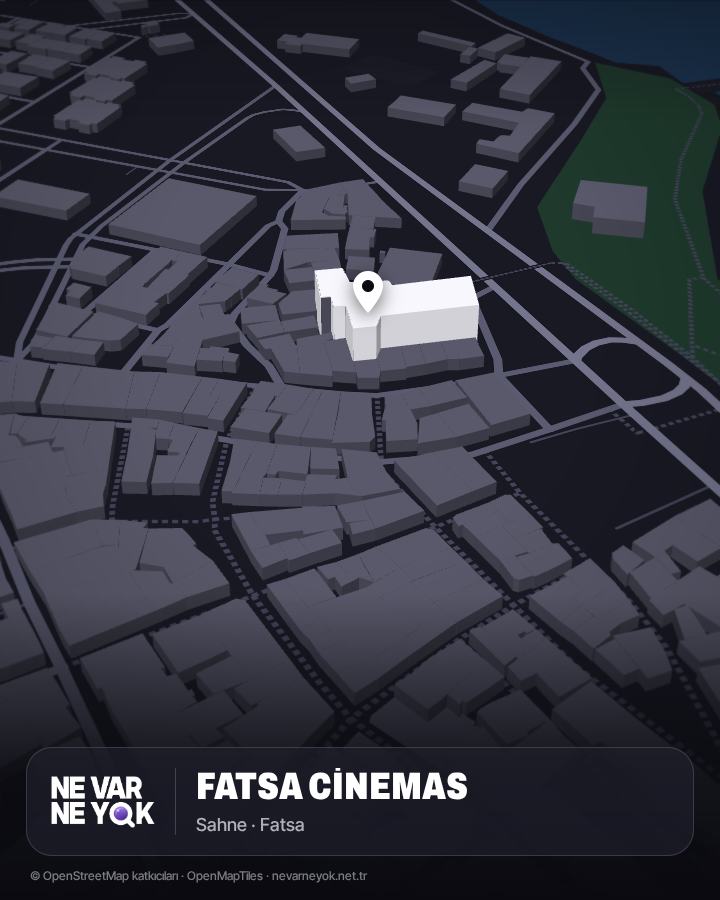 NE VAR
NE YOK
FATSA CİNEMAS
Sahne · Fatsa
© OpenStreetMap katkıcıları · OpenMapTiles · nevarneyok.net.tr